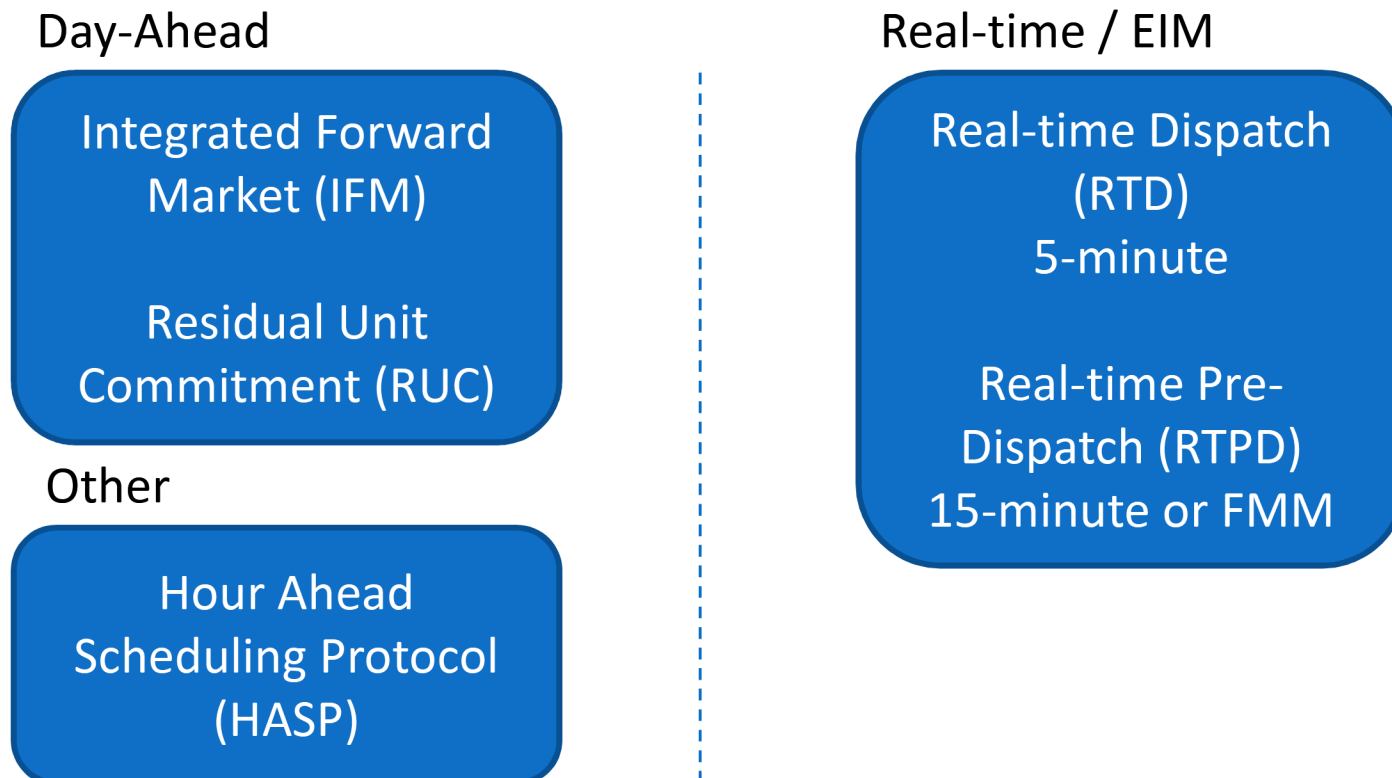 Day-Ahead
Integrated Forward
Market (IFM)
Residual Unit
Commitment (RUC)
Other
Hour Ahead
Scheduling Protocol
(HASP)
Real-time / EIM
Real-time Dispatch
(RTD)
5-minute
Real-time Pre-
Dispatch (RTPD)
15-minute or FMM